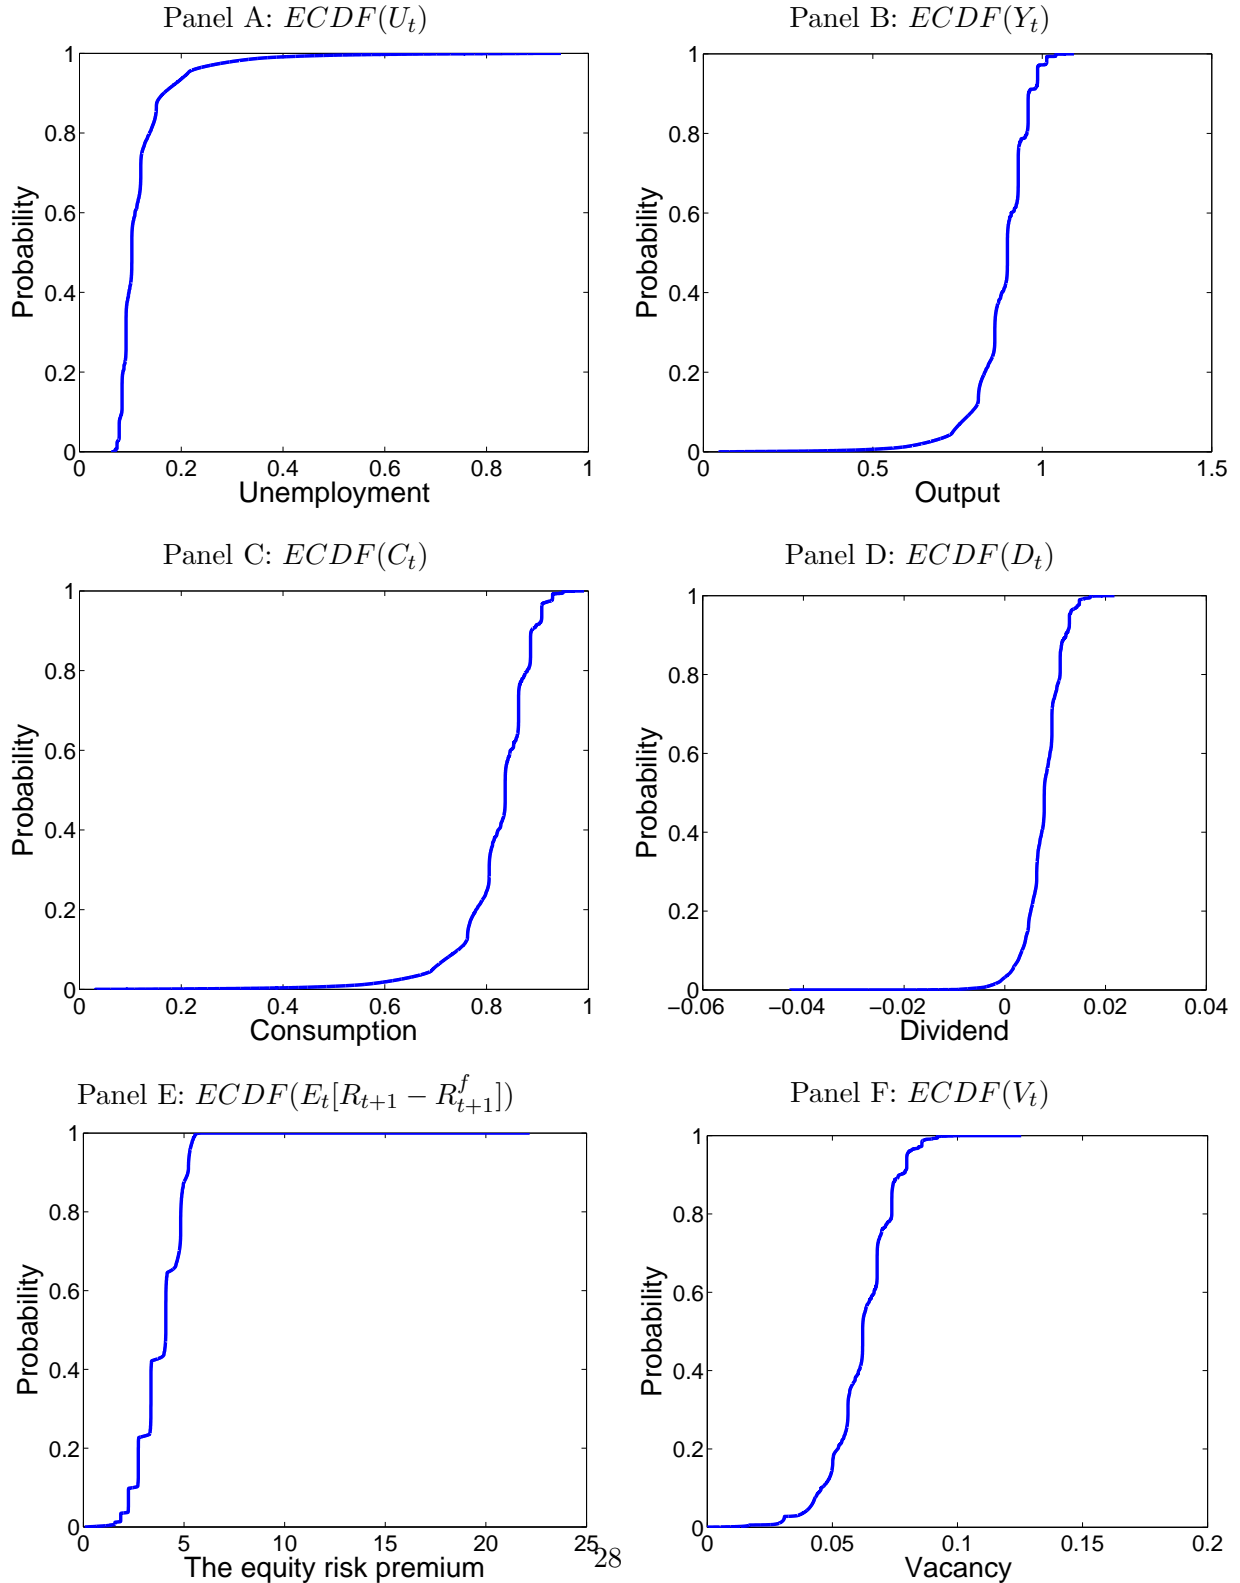 Panel A: ECDF(U_t)
Probability
1
0.8
0.6
0.4
0.2
0
0 0.2 0.4 0.6 0.8 1
Unemployment
Panel B: ECDF(Y_t)
Probability
1
0.8
0.6
0.4
0.2
0
0 0.5 1 1.5
Output
Panel C: ECDF(C_t)
Probability
1
0.8
0.6
0.4
0.2
0
0 0.2 0.4 0.6 0.8 1
Consumption
Panel D: ECDF(D_t)
Probability
1
0.8
0.6
0.4
0.2
0
−0.06 −0.04 −0.02 0 0.02 0.04
Dividend
Panel E: ECDF(E_t[R_{t+1} − R^f_{t+1}])
Probability
1
0.8
0.6
0.4
0.2
0
0 5 10 15 20 25
The equity risk premium
Panel F: ECDF(V_t)
Probability
1
0.8
0.6
0.4
0.2
0
0 0.05 0.1 0.15 0.2
Vacancy
28